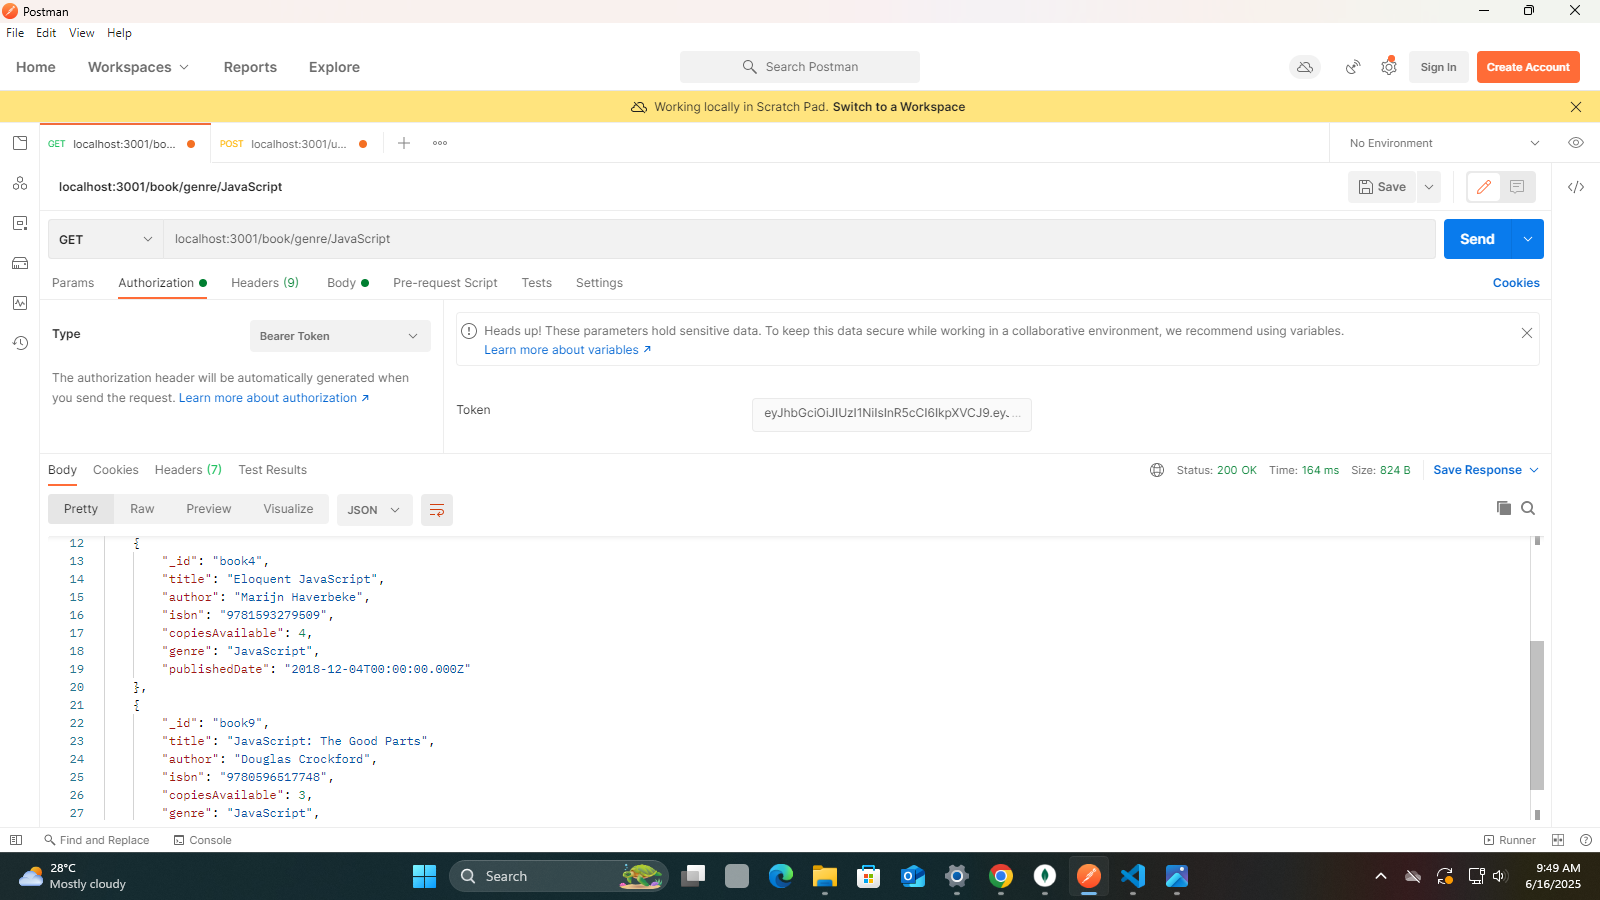 Postman
File Edit View Help
Home Workspaces Reports Explore Search Postman Sign In Create Account
Working locally in Scratch Pad. Switch to a Workspace
GET localhost:3001/bo... POST localhost:3001/u... No Environment
localhost:3001/book/genre/JavaScript Save
GET localhost:3001/book/genre/JavaScript Send
Params Authorization Headers (9) Body Pre-request Script Tests Settings Cookies
Type Bearer Token
Heads up! These parameters hold sensitive data. To keep this data secure while working in a collaborative environment, we recommend using variables.
Learn more about variables ↗
The authorization header will be automatically generated when
you send the request. Learn more about authorization ↗
Token eyJhbGciOiJIUzI1NiIsInR5cCI6IkpXVCJ9.eyJ...
Body Cookies Headers (7) Test Results Status: 200 OK Time: 164 ms Size: 824 B Save Response
Pretty Raw Preview Visualize JSON
12 {
13 "_id": "book4",
14 "title": "Eloquent JavaScript",
15 "author": "Marijn Haverbeke",
16 "isbn": "9781593279509",
17 "copiesAvailable": 4,
18 "genre": "JavaScript",
19 "publishedDate": "2018-12-04T00:00:00.000Z"
20 },
21 {
22 "_id": "book9",
23 "title": "JavaScript: The Good Parts",
24 "author": "Douglas Crockford",
25 "isbn": "9780596517748",
26 "copiesAvailable": 3,
27 "genre": "JavaScript",
Find and Replace Console Runner
28°C
Mostly cloudy
Search
9:49 AM
6/16/2025